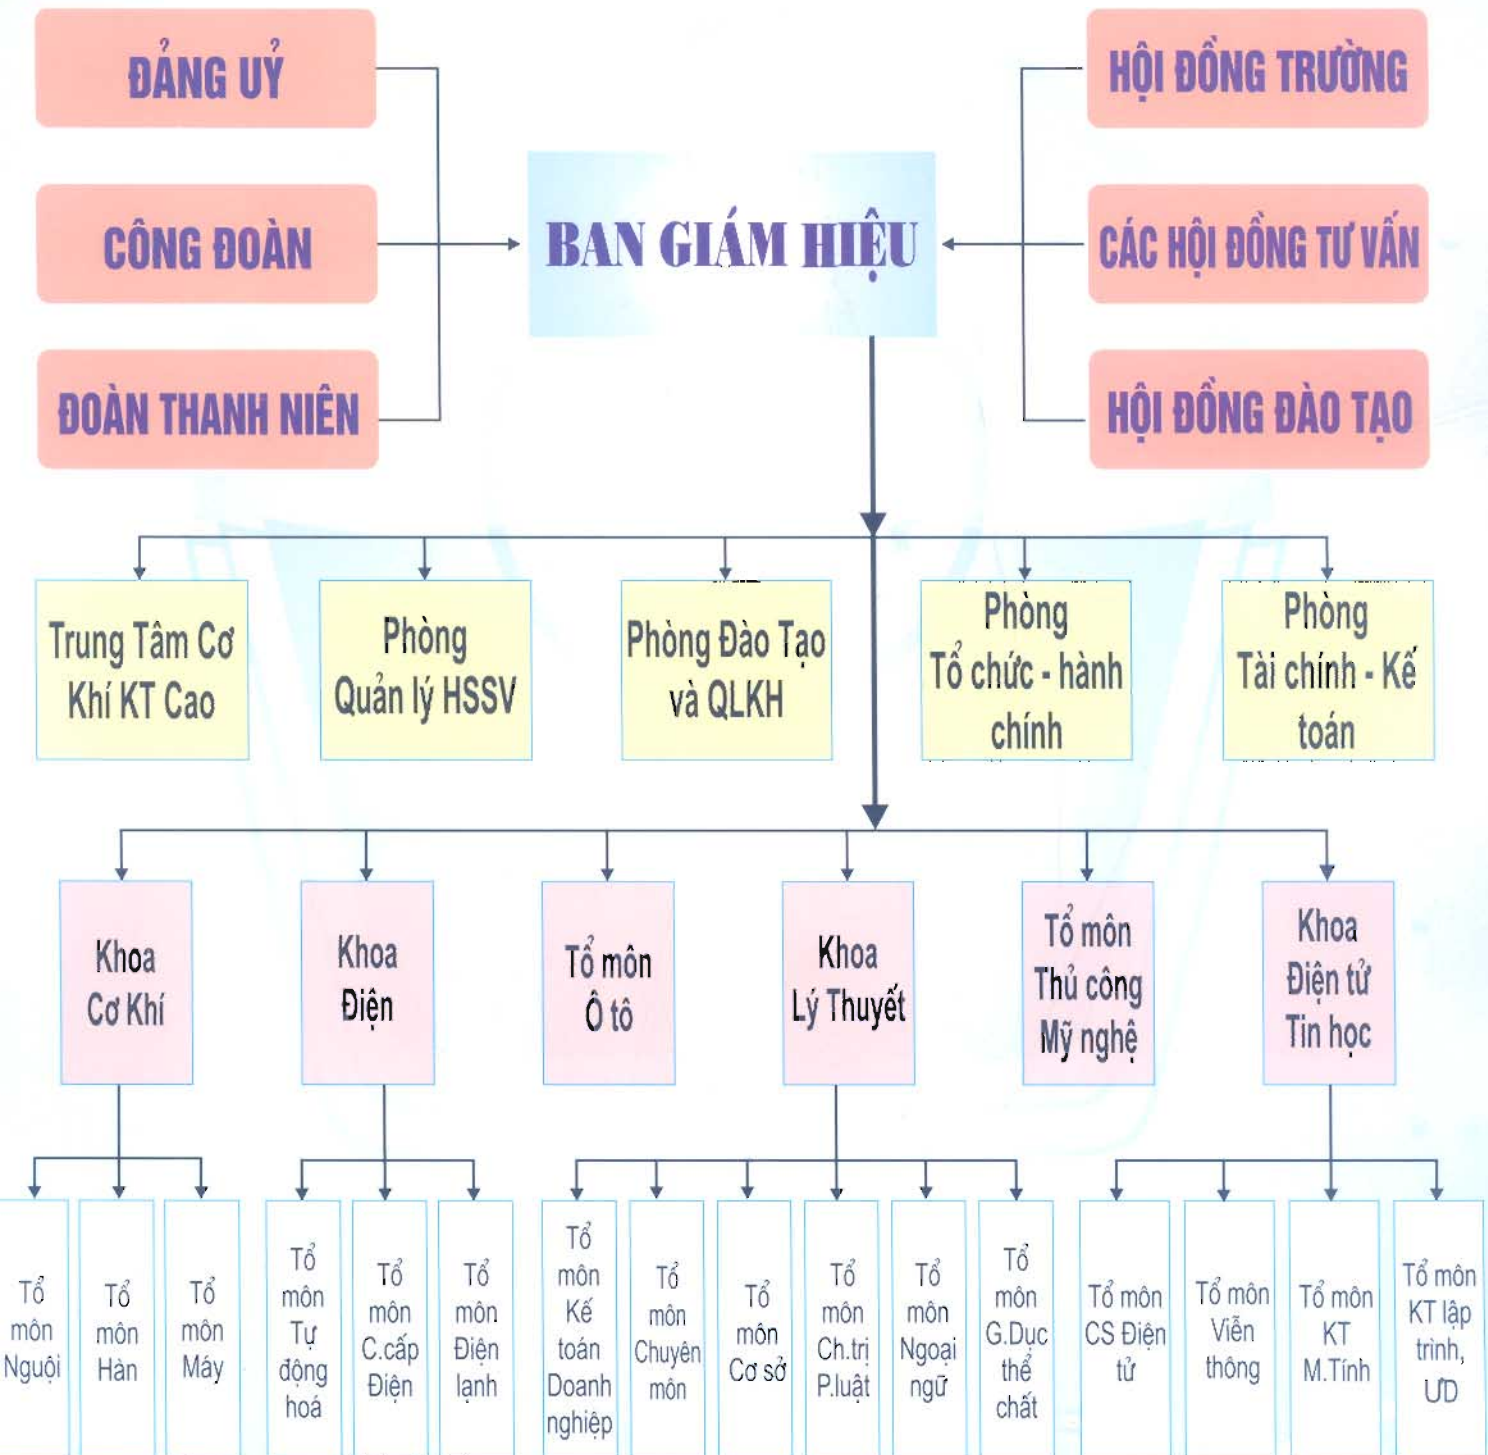 ĐẢNG UỶ
HỘI ĐỒNG TRƯỜNG
CÔNG ĐOÀN
BAN GIÁM HIỆU
CÁC HỘI ĐỒNG TƯ VẤN
ĐOÀN THANH NIÊN
HỘI ĐỒNG ĐÀO TẠO
Trung Tâm Cơ
Khí KT Cao
Phòng
Quản lý HSSV
Phòng Đào Tạo
và QLKH
Phòng
Tổ chức - hành
chính
Phòng
Tài chính - Kế
toán
Khoa
Cơ Khí
Khoa
Điện
Tổ môn
Ô tô
Khoa
Lý Thuyết
Tổ môn
Thủ công
Mỹ nghệ
Khoa
Điện tử
Tin học
Tổ
môn
Nguội
Tổ
môn
Hàn
Tổ
môn
Máy
Tổ
môn
Tự
động
hoá
Tổ
môn
C.cấp
Điện
Tổ
môn
Điện
lạnh
Tổ
môn
Kế
toán
Doanh
nghiệp
Tổ
môn
Chuyên
môn
Tổ
môn
Cơ sở
Tổ
môn
Ch.trị
P.luật
Tổ
môn
Ngoại
ngữ
Tổ
môn
G.Dục
thể
chất
Tổ môn
CS Điện
tử
Tổ môn
Viễn
thông
Tổ môn
KT
M.Tính
Tổ môn
KT lập
trình,
ƯD